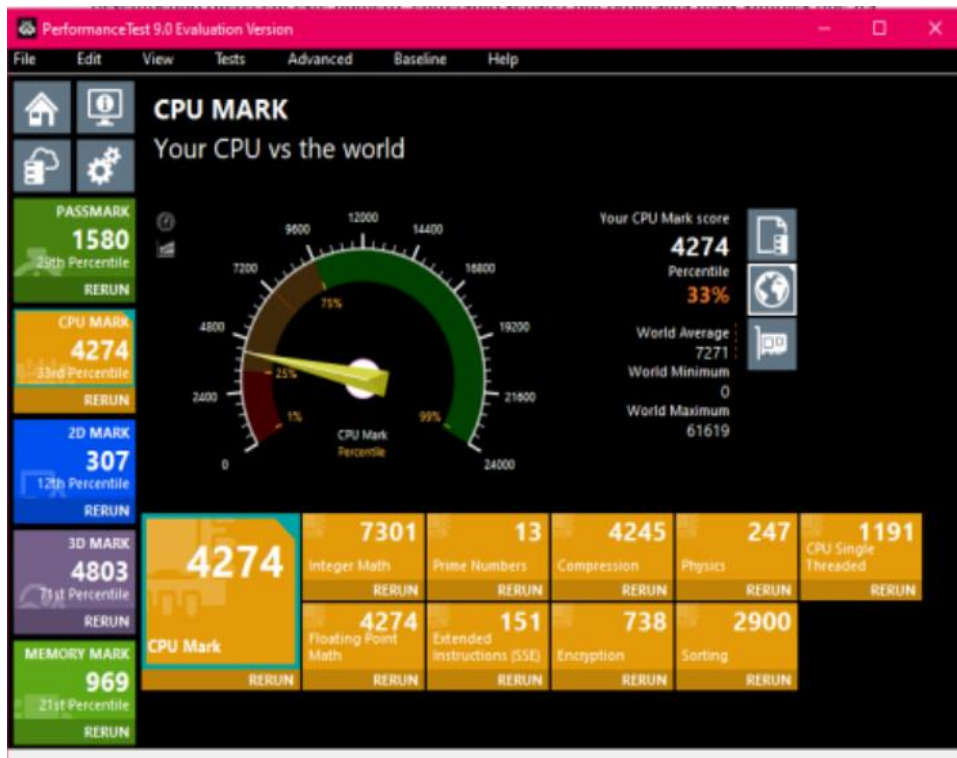 PerformanceTest 9.0 Evaluation Version
File Edit View Tests Advanced Baseline Help
CPU MARK
Your CPU vs the world
PASSMARK
1580
29th Percentile
RERUN
CPU MARK
4274
33rd Percentile
RERUN
2D MARK
307
12th Percentile
RERUN
3D MARK
4803
71st Percentile
RERUN
MEMORY MARK
969
21st Percentile
RERUN
0
2400
4800
7200
9600
12000
14400
16800
19200
21600
24000
1%
25%
75%
99%
CPU Mark
Percentile
Your CPU Mark score
4274
Percentile
33%
World Average
7271
World Minimum
0
World Maximum
61619
4274
CPU Mark
RERUN
7301
Integer Math
RERUN
13
Prime Numbers
RERUN
4245
Compression
RERUN
247
Physics
RERUN
1191
CPU Single
Threaded
RERUN
4274
Floating Point
Math
RERUN
151
Extended
Instructions (SSE)
RERUN
738
Encryption
RERUN
2900
Sorting
RERUN